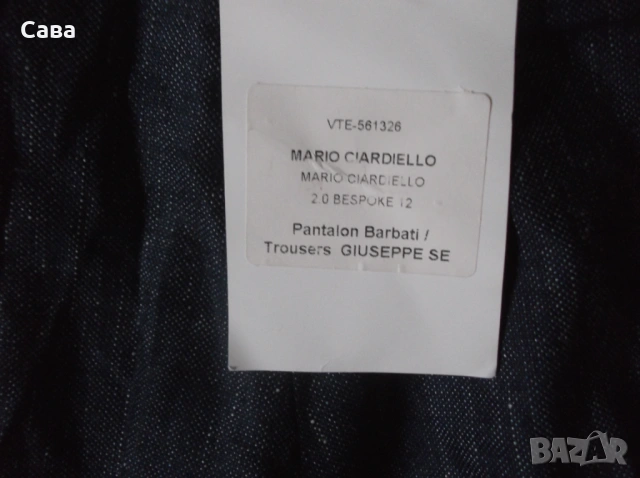 Сава
VTE-561326
MARIO CIARDIELLO
MARIO CIARDIELLO
2.0 BESPOKE 12
Pantalon Barbati /
Trousers GIUSEPPE SE
BAZAR